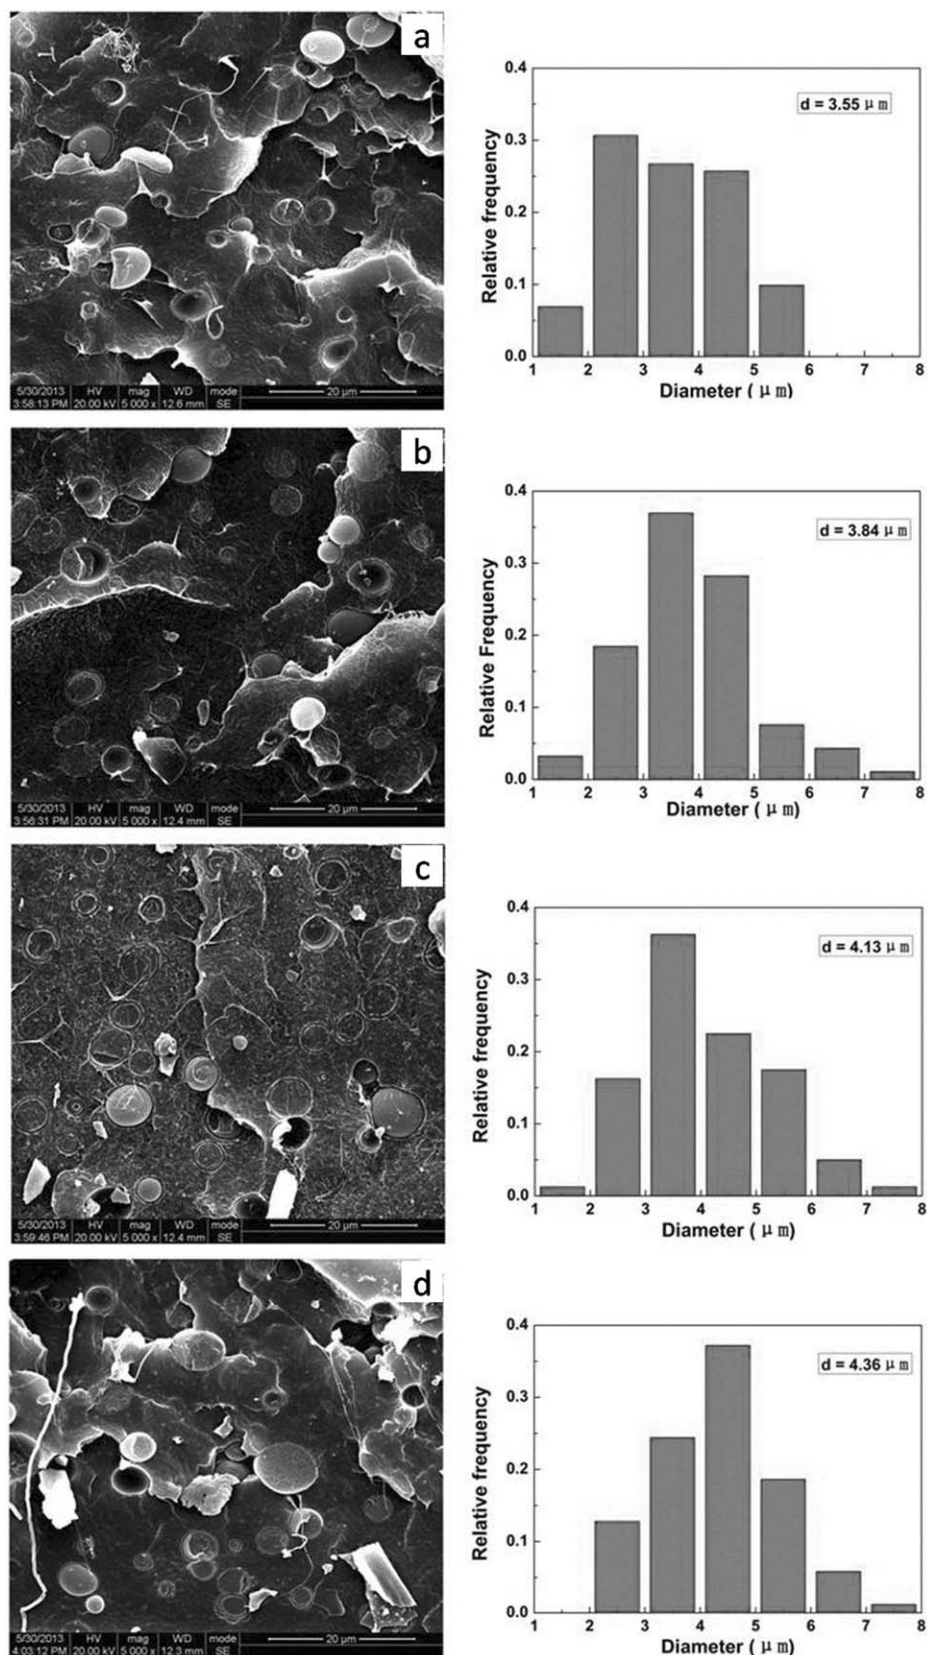 a
5/30/2013 HV mag WD mode 20 μm
3:58:13 PM 20.00 kV 5 000 x 12.6 mm SE
0.4
0.3
0.2
0.1
0.0
Relative frequency
d = 3.55 μm
1 2 3 4 5 6 7 8
Diameter ( μm)
b
5/30/2013 HV mag WD mode 20 μm
3:56:31 PM 20.00 kV 5 000 x 12.4 mm SE
0.4
0.3
0.2
0.1
0.0
Relative Frequency
d = 3.84 μm
1 2 3 4 5 6 7 8
Diameter ( μm)
c
5/30/2013 HV mag WD mode 20 μm
3:59:46 PM 20.00 kV 5 000 x 12.4 mm SE
0.4
0.3
0.2
0.1
0.0
Relative frequency
d = 4.13 μm
1 2 3 4 5 6 7 8
Diameter ( μm)
d
5/30/2013 HV mag WD mode 20 μm
4:03:12 PM 20.00 kV 5 000 x 12.3 mm SE
0.4
0.3
0.2
0.1
0.0
Relative frequency
d = 4.36 μm
1 2 3 4 5 6 7 8
Diameter ( μm)